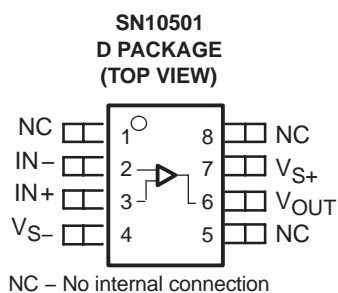 SN10501
D PACKAGE
(TOP VIEW)
NC 1 8 NC
IN− 2 7 VS+
IN+ 3 6 VOUT
VS− 4 5 NC
NC – No internal connection